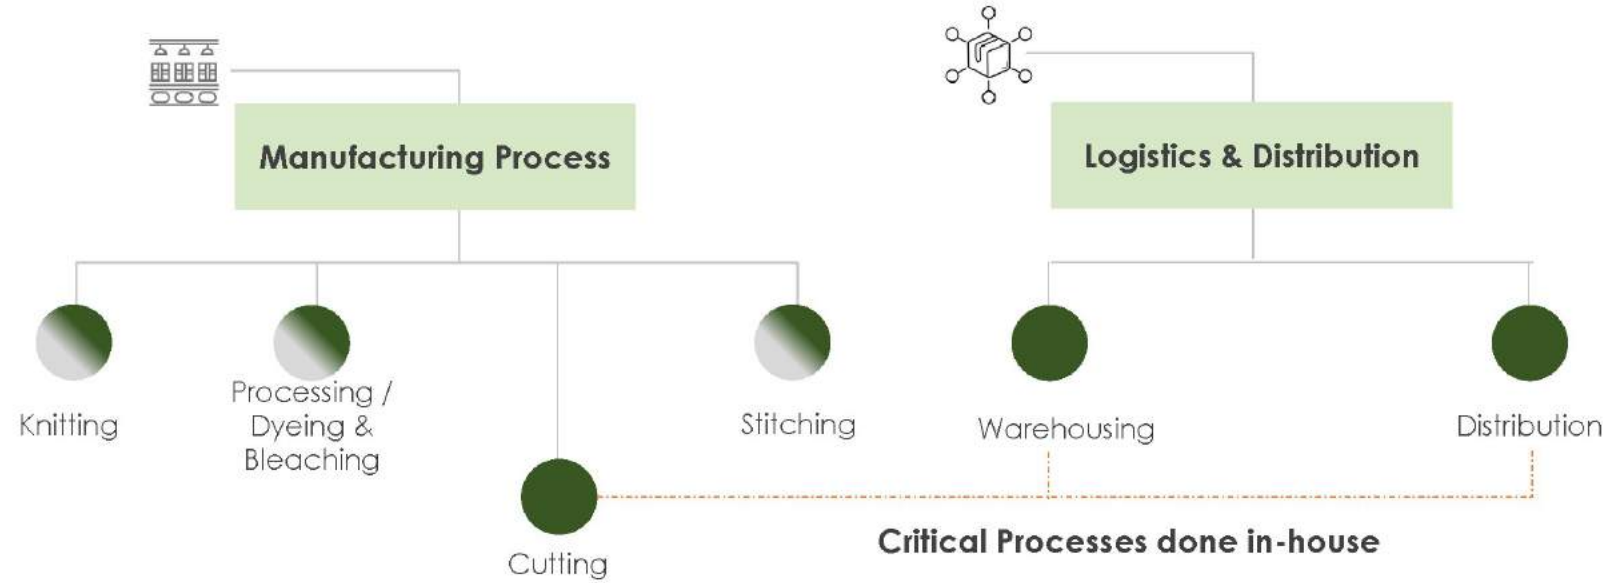 Manufacturing Process
Logistics & Distribution
Knitting
Processing /
Dyeing &
Bleaching
Cutting
Stitching
Warehousing
Distribution
Critical Processes done in-house